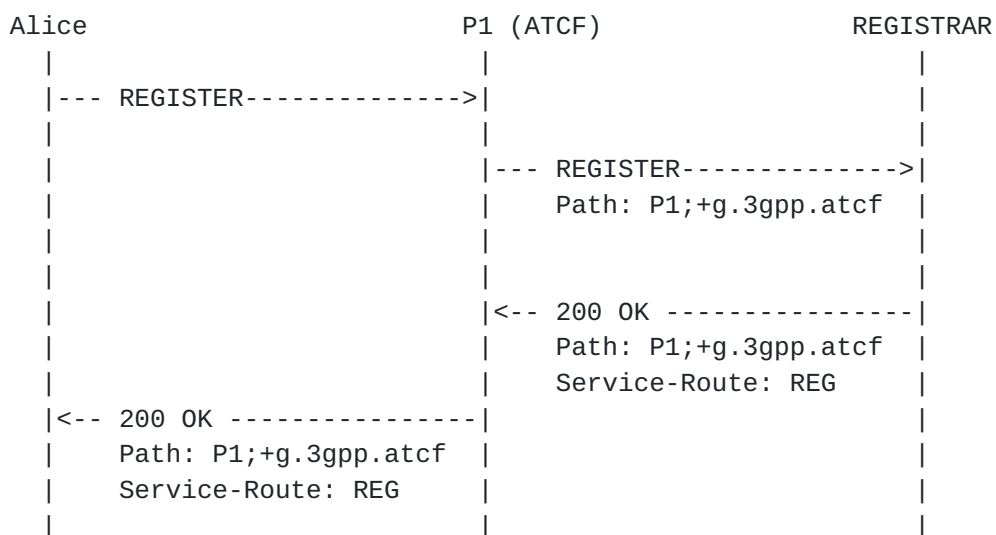 Alice                          P1 (ATCF)                  REGISTRAR
  |                              |                              |
  |--- REGISTER-------------->|                              |
  |                              |                              |
  |                              |--- REGISTER-------------->|
  |                              |    Path: P1;+g.3gpp.atcf  |
  |                              |                              |
  |                              |                              |
  |                              |<-- 200 OK ----------------|
  |                              |    Path: P1;+g.3gpp.atcf  |
  |                              |    Service-Route: REG     |
  |<-- 200 OK ----------------|                              |
  |    Path: P1;+g.3gpp.atcf  |                              |
  |    Service-Route: REG     |                              |
  |                              |                              |